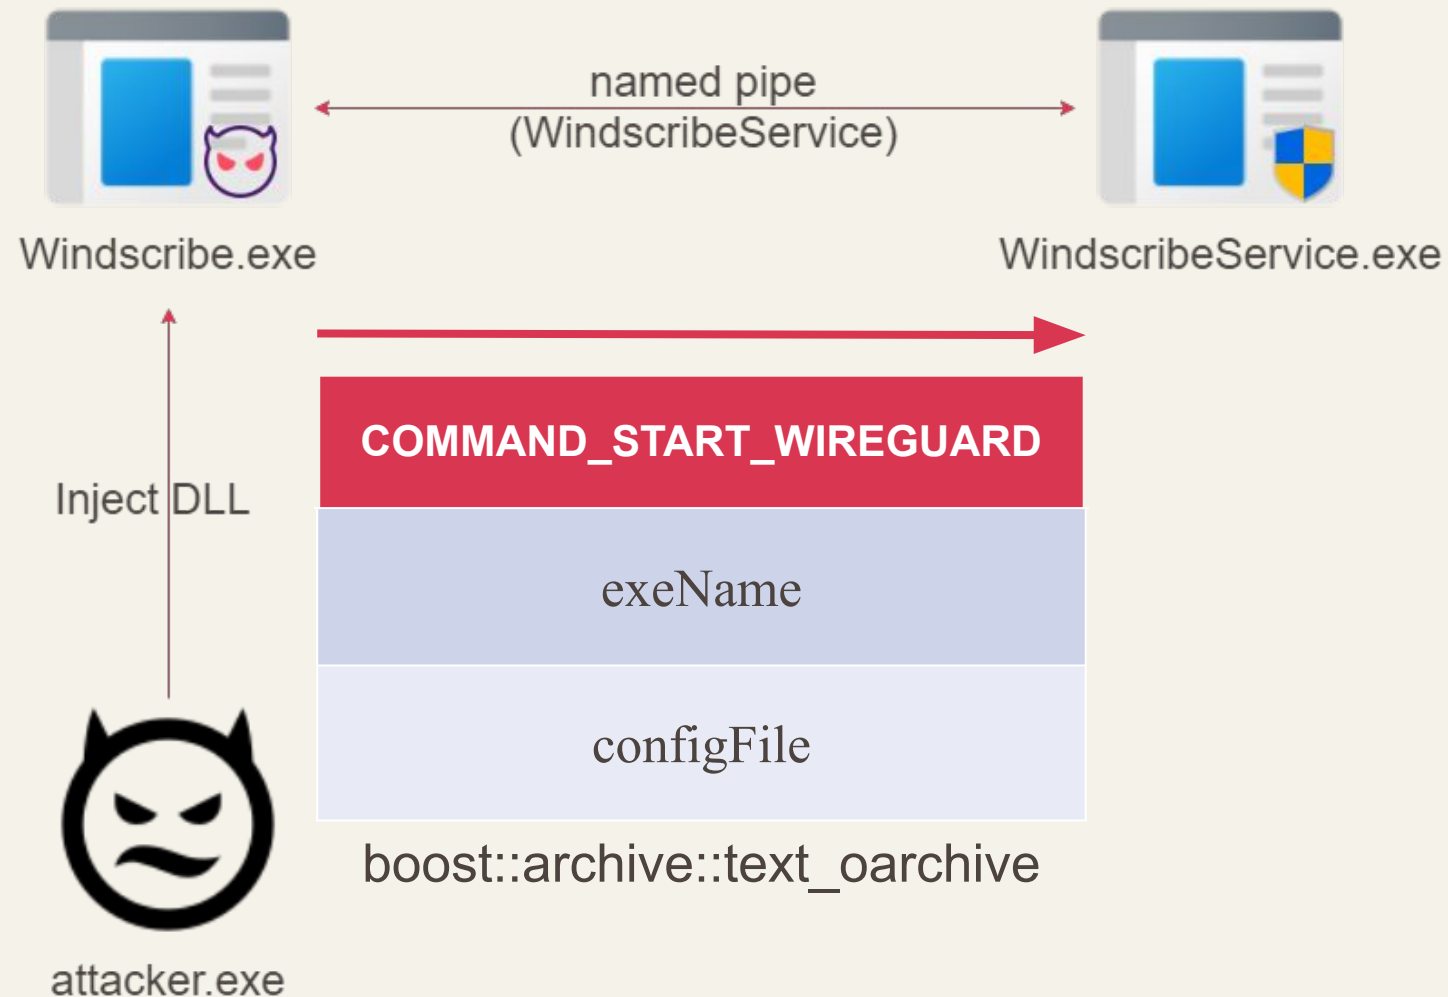 named pipe
(WindscribeService)
Windscribe.exe
WindscribeService.exe
COMMAND_START_WIREGUARD
Inject DLL
exeName
configFile
boost::archive::text_oarchive
attacker.exe